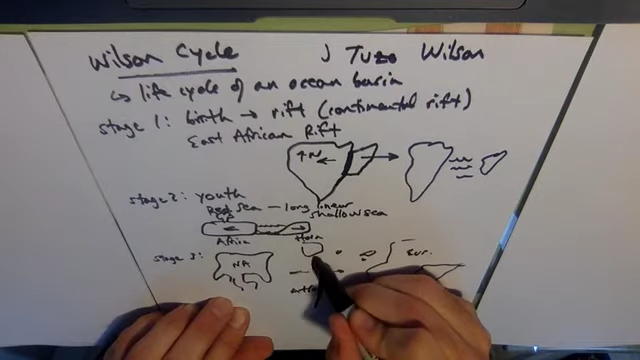 Wilson Cycle J Tuzo Wilson
↳ life cycle of an ocean basin
stage 1: birth → rift (continental rift)
East African Rift
↑N
stage 2: youth
Red Sea — long linear
shallow sea
Africa
Horn
stage 3:
NA
Eur.